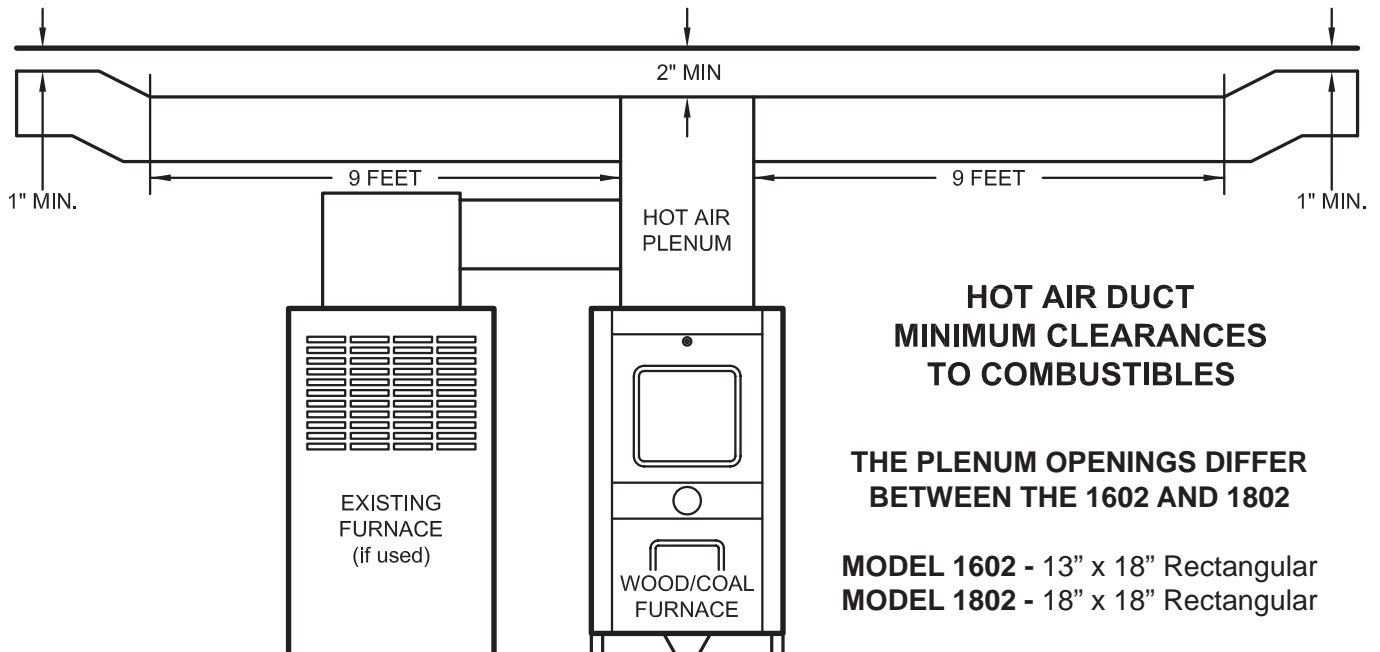 2" MIN
1" MIN.
9 FEET
9 FEET
1" MIN.
HOT AIR
PLENUM
HOT AIR DUCT
MINIMUM CLEARANCES
TO COMBUSTIBLES
THE PLENUM OPENINGS DIFFER
BETWEEN THE 1602 AND 1802
EXISTING
FURNACE
(if used)
WOOD/COAL
FURNACE
MODEL 1602 - 13” x 18” Rectangular
MODEL 1802 - 18” x 18” Rectangular